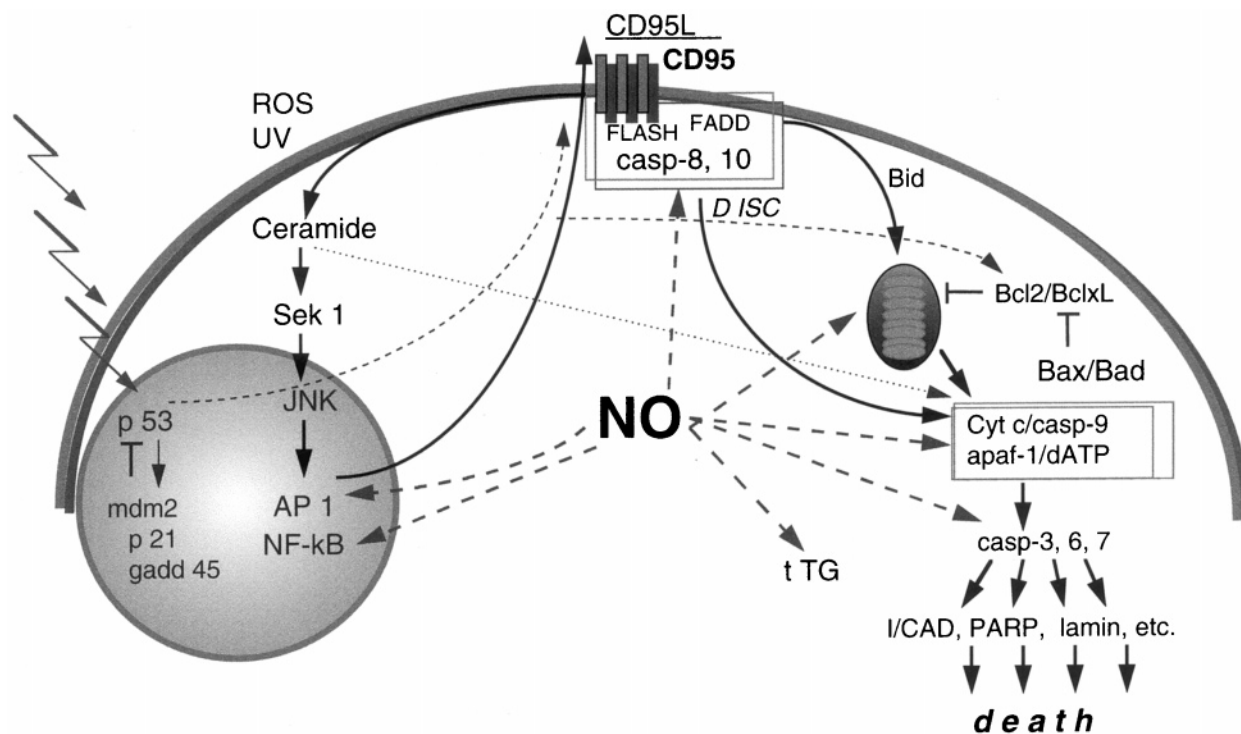 CD95L
CD95
ROS
UV
FLASH
FADD
casp-8, 10
D ISC
Bid
Ceramide
Sek 1
Bcl2/BclxL
Bax/Bad
p 53
JNK
NO
Cyt c/casp-9
apaf-1/dATP
mdm2
AP 1
p 21
NF-kB
gadd 45
t TG
casp-3, 6, 7
I/CAD, PARP, lamin, etc.
death